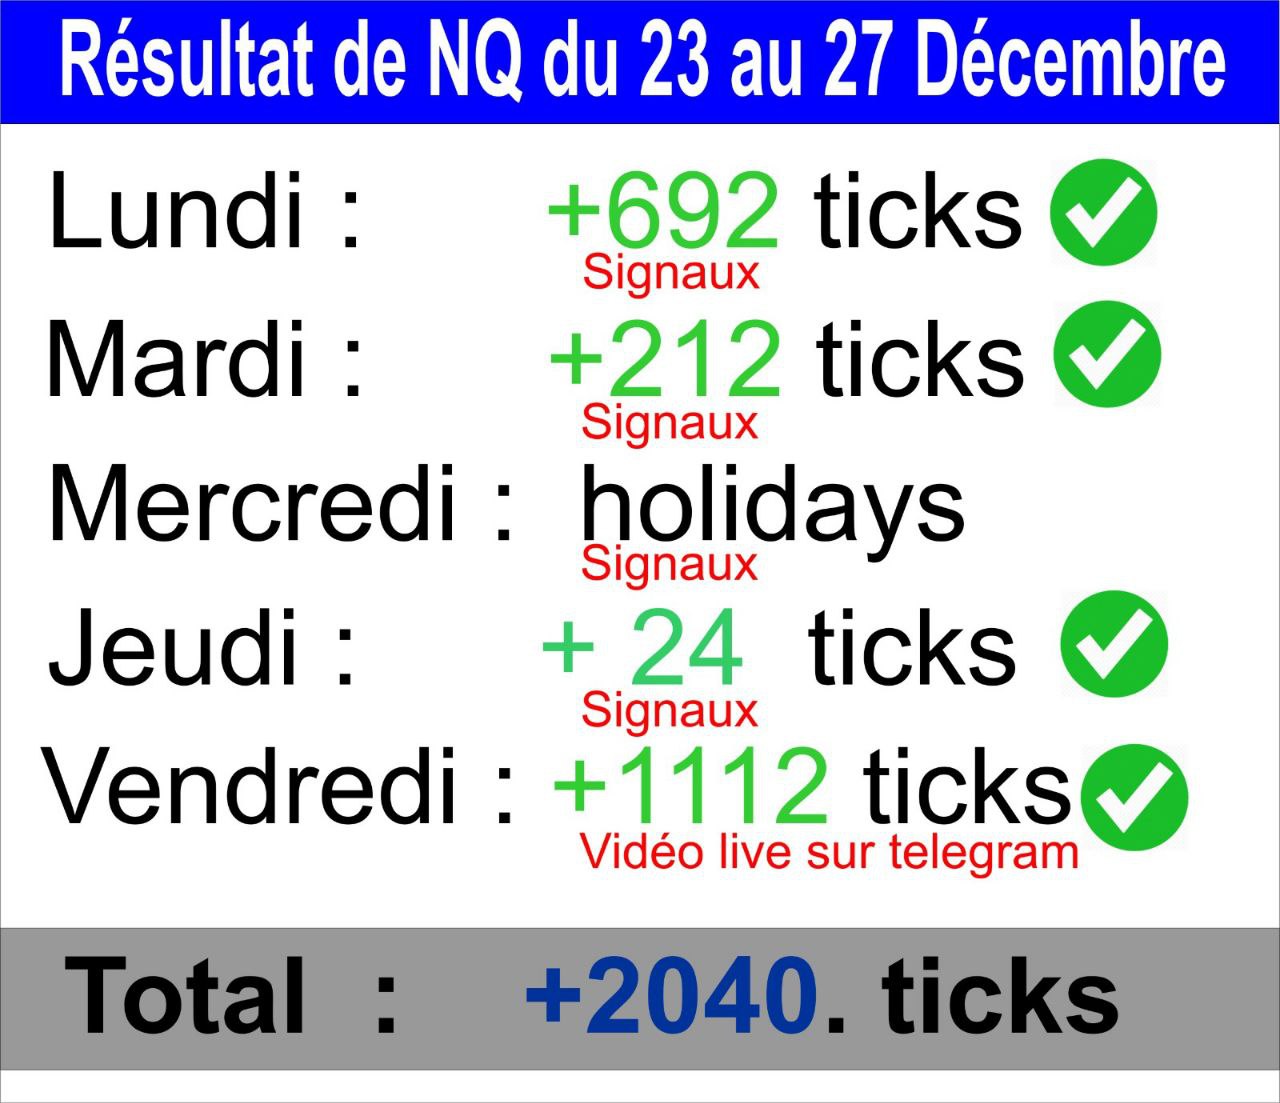 Résultat de NQ du 23 au 27 Décembre
Lundi : +692 ticks
Signaux
Mardi : +212 ticks
Signaux
Mercredi : holidays
Signaux
Jeudi : + 24 ticks
Signaux
Vendredi : +1112 ticks
Vidéo live sur telegram
Total : +2040. ticks